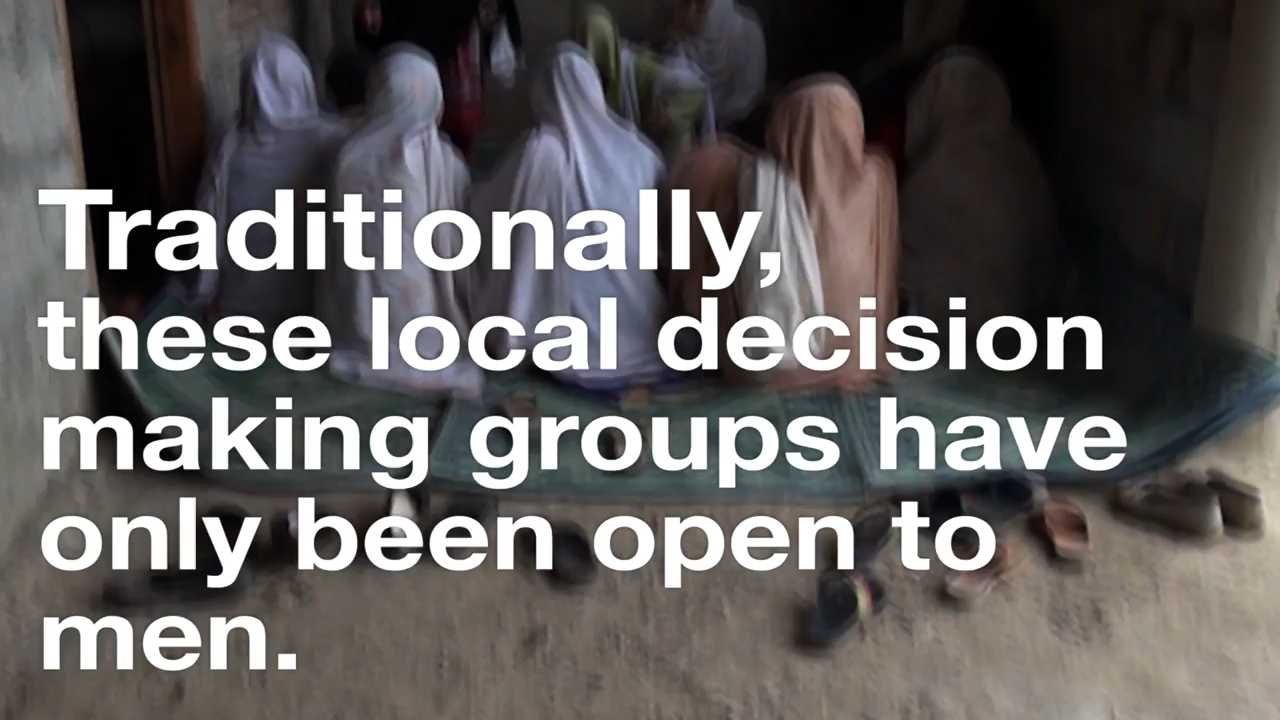 Traditionally,
these local decision
making groups have
only been open to
men.